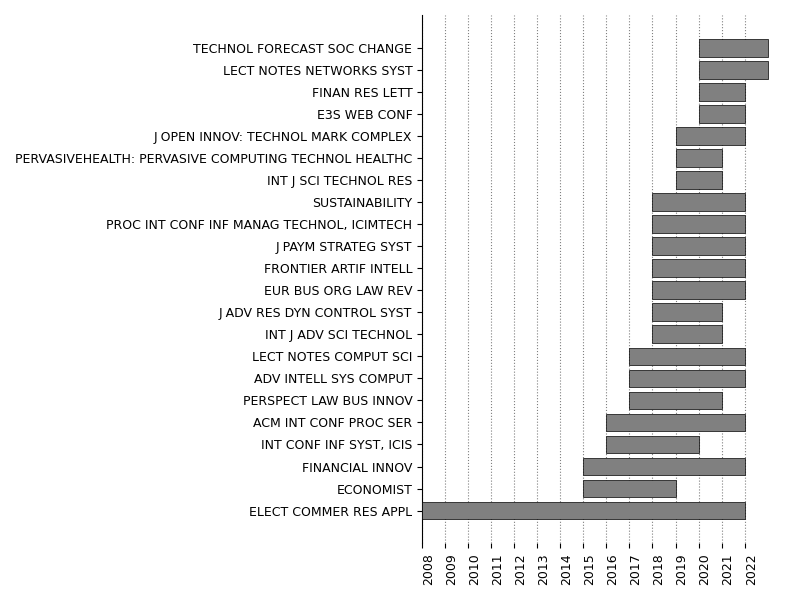 TECHNOL FORECAST SOC CHANGE
LECT NOTES NETWORKS SYST
FINAN RES LETT
E3S WEB CONF
J OPEN INNOV: TECHNOL MARK COMPLEX
PERVASIVEHEALTH: PERVASIVE COMPUTING TECHNOL HEALTHC
INT J SCI TECHNOL RES
SUSTAINABILITY
PROC INT CONF INF MANAG TECHNOL, ICIMTECH
J PAYM STRATEG SYST
FRONTIER ARTIF INTELL
EUR BUS ORG LAW REV
J ADV RES DYN CONTROL SYST
INT J ADV SCI TECHNOL
LECT NOTES COMPUT SCI
ADV INTELL SYS COMPUT
PERSPECT LAW BUS INNOV
ACM INT CONF PROC SER
INT CONF INF SYST, ICIS
FINANCIAL INNOV
ECONOMIST
ELECT COMMER RES APPL
2008
2009
2010
2011
2012
2013
2014
2015
2016
2017
2018
2019
2020
2021
2022